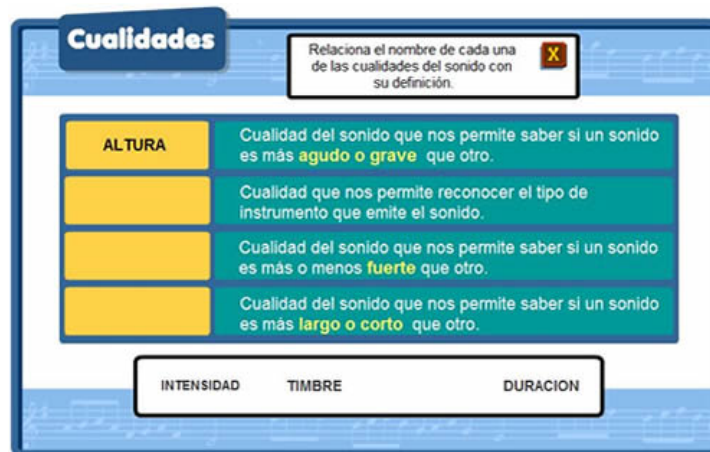 Cualidades
Relaciona el nombre de cada una
de las cualidades del sonido con
su definición.
X
ALTURA
Cualidad del sonido que nos permite saber si un sonido
es más agudo o grave que otro.
Cualidad que nos permite reconocer el tipo de
instrumento que emite el sonido.
Cualidad del sonido que nos permite saber si un sonido
es más o menos fuerte que otro.
Cualidad del sonido que nos permite saber si un sonido
es más largo o corto que otro.
INTENSIDAD TIMBRE DURACION